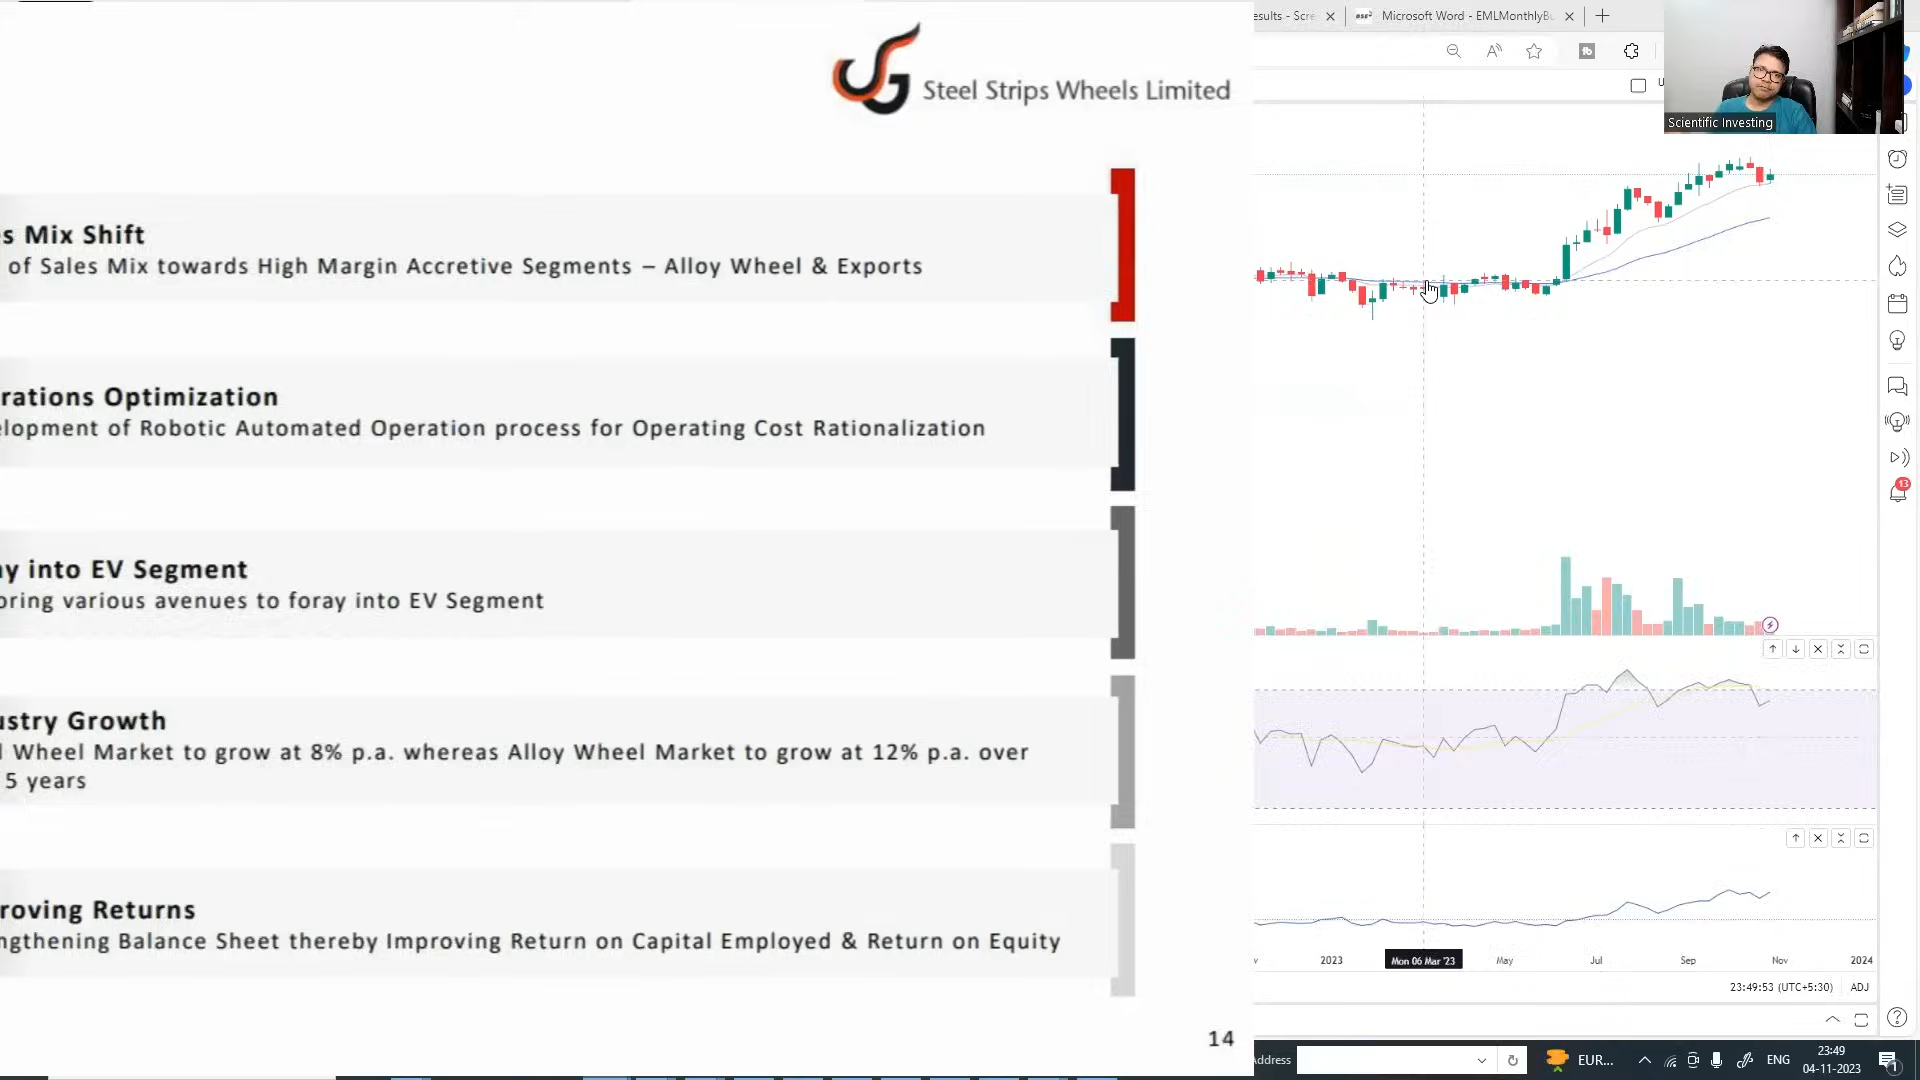 Steel Strips Wheels Limited
s Mix Shift
of Sales Mix towards High Margin Accretive Segments – Alloy Wheel & Exports
rations Optimization
elopment of Robotic Automated Operation process for Operating Cost Rationalization
ay into EV Segment
oring various avenues to foray into EV Segment
ustry Growth
l Wheel Market to grow at 8% p.a. whereas Alloy Wheel Market to grow at 12% p.a. over
5 years
roving Returns
ngthening Balance Sheet thereby Improving Return on Capital Employed & Return on Equity
14
esults - Scre
Microsoft Word - EMLMonthlyBu
U
Scientific Investing
13
2023
Mon 06 Mar '23
May
Jul
Sep
Nov
2024
23:49:53 (UTC+5:30)
ADJ
Address
EUR...
ENG
23:49
04-11-2023
1